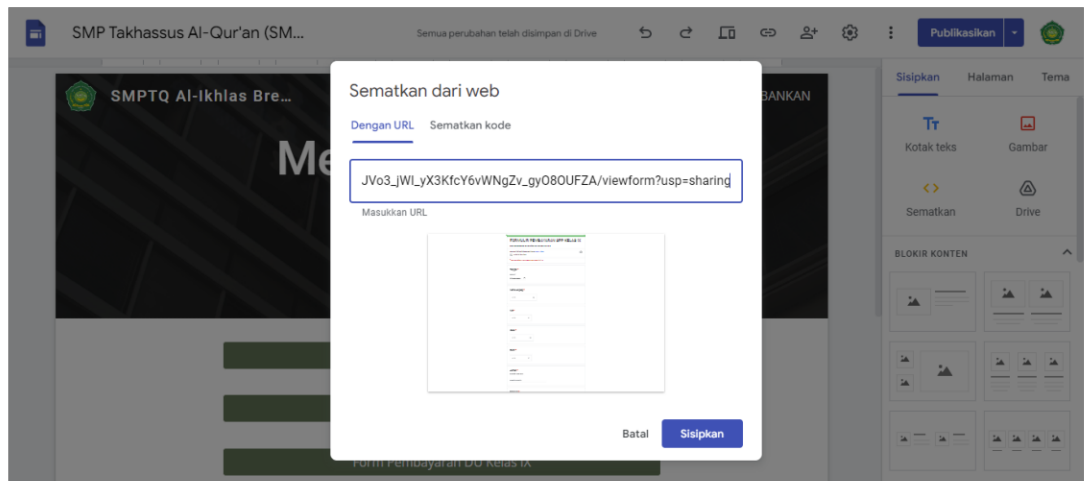 SMP Takhassus Al-Qur'an (SM...
Semua perubahan telah disimpan di Drive
Publikasikan
SMPTQ Al-Ikhlas Bre...
BANKAN
Me
Sematkan dari web
Dengan URL
Sematkan kode
JVo3_jWl_yX3KfcY6vWNgZv_gyO8OUFZA/viewform?usp=sharing
Masukkan URL
Batal
Sisipkan
Form Pembayaran DU Kelas IX
Sisipkan
Halaman
Tema
Kotak teks
Gambar
Sematkan
Drive
BLOKIR KONTEN